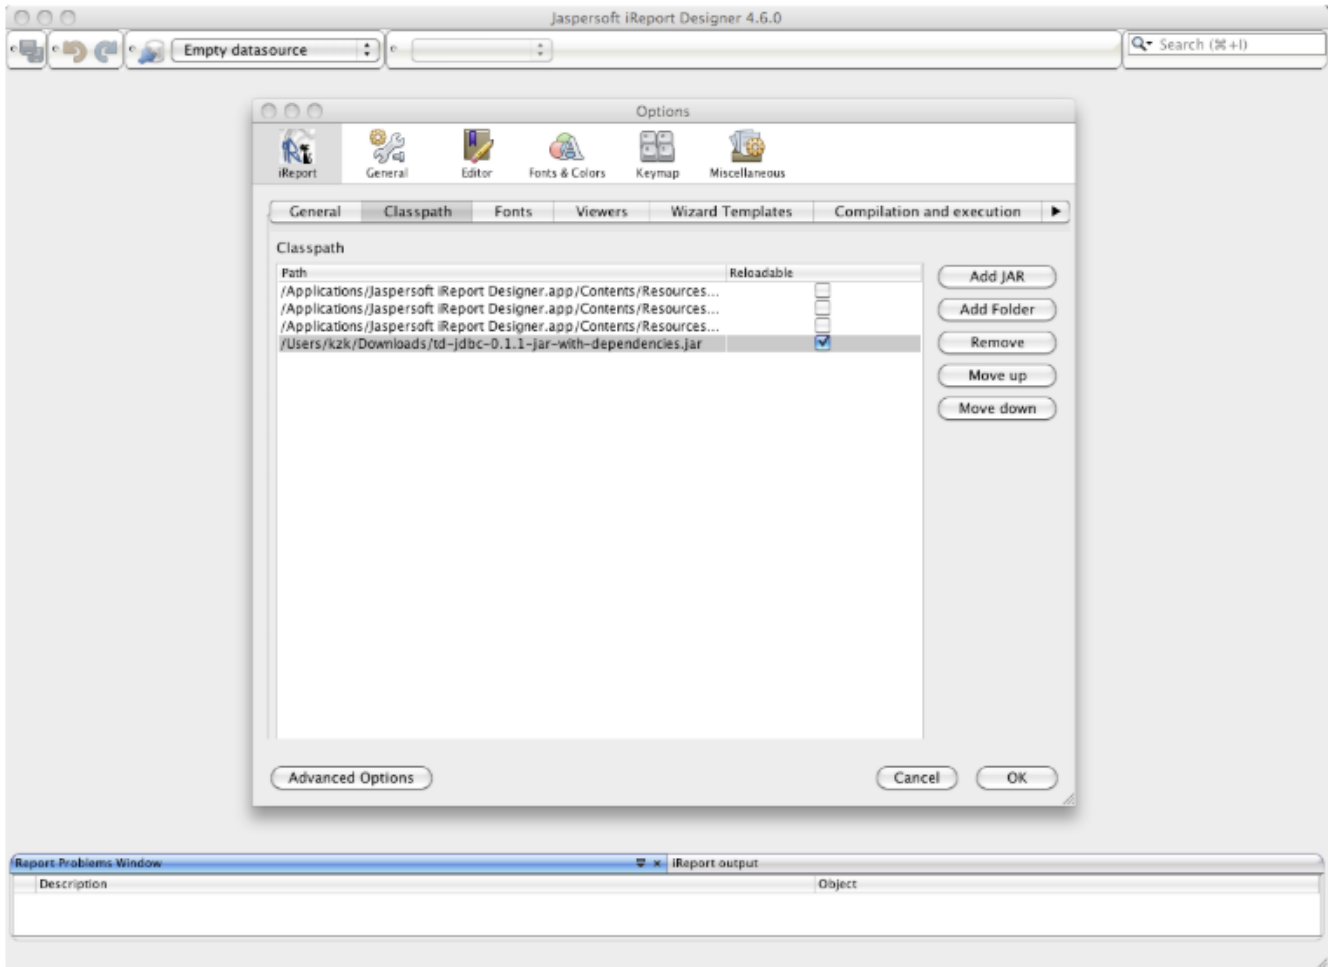 Jaspersoft iReport Designer 4.6.0
Empty datasource
Search (⌘+I)
Options
iReport General Editor Fonts & Colors Keymap Miscellaneous
General Classpath Fonts Viewers Wizard Templates Compilation and execution
Classpath
Path Reloadable
/Applications/Jaspersoft iReport Designer.app/Contents/Resources...
/Applications/Jaspersoft iReport Designer.app/Contents/Resources...
/Applications/Jaspersoft iReport Designer.app/Contents/Resources...
/Users/kzk/Downloads/td-jdbc-0.1.1-jar-with-dependencies.jar
Add JAR
Add Folder
Remove
Move up
Move down
Advanced Options Cancel OK
Report Problems Window iReport output
Description Object